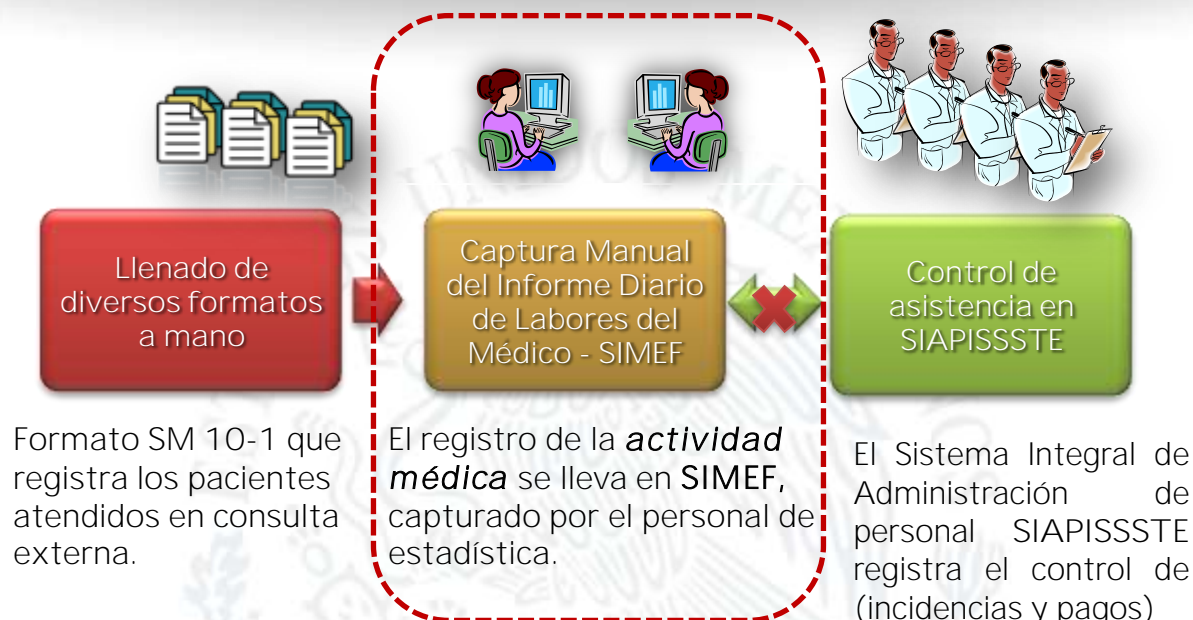 Llenado de
diversos formatos
a mano
Captura Manual
del Informe Diario
de Labores del
Médico - SIMEF
Control de
asistencia en
SIAPISSSTE
Formato SM 10-1 que
registra los pacientes
atendidos en consulta
externa.
El registro de la actividad
médica se lleva en SIMEF,
capturado por el personal de
estadística.
El Sistema Integral de
Administración de
personal SIAPISSSTE
registra el control de
(incidencias y pagos)